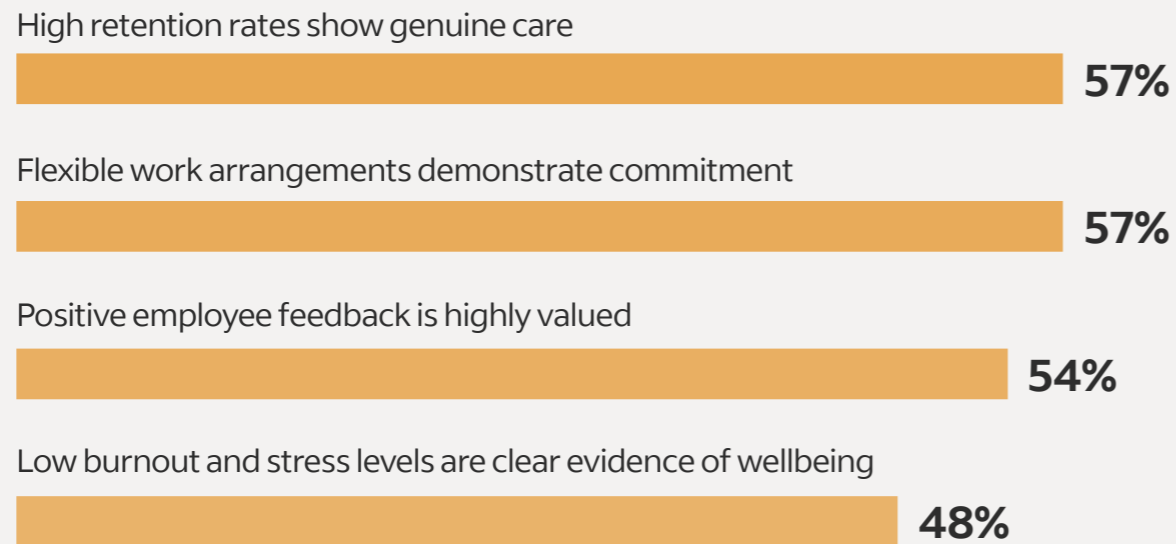 High retention rates show genuine care
57%
Flexible work arrangements demonstrate commitment
57%
Positive employee feedback is highly valued
54%
Low burnout and stress levels are clear evidence of wellbeing
48%